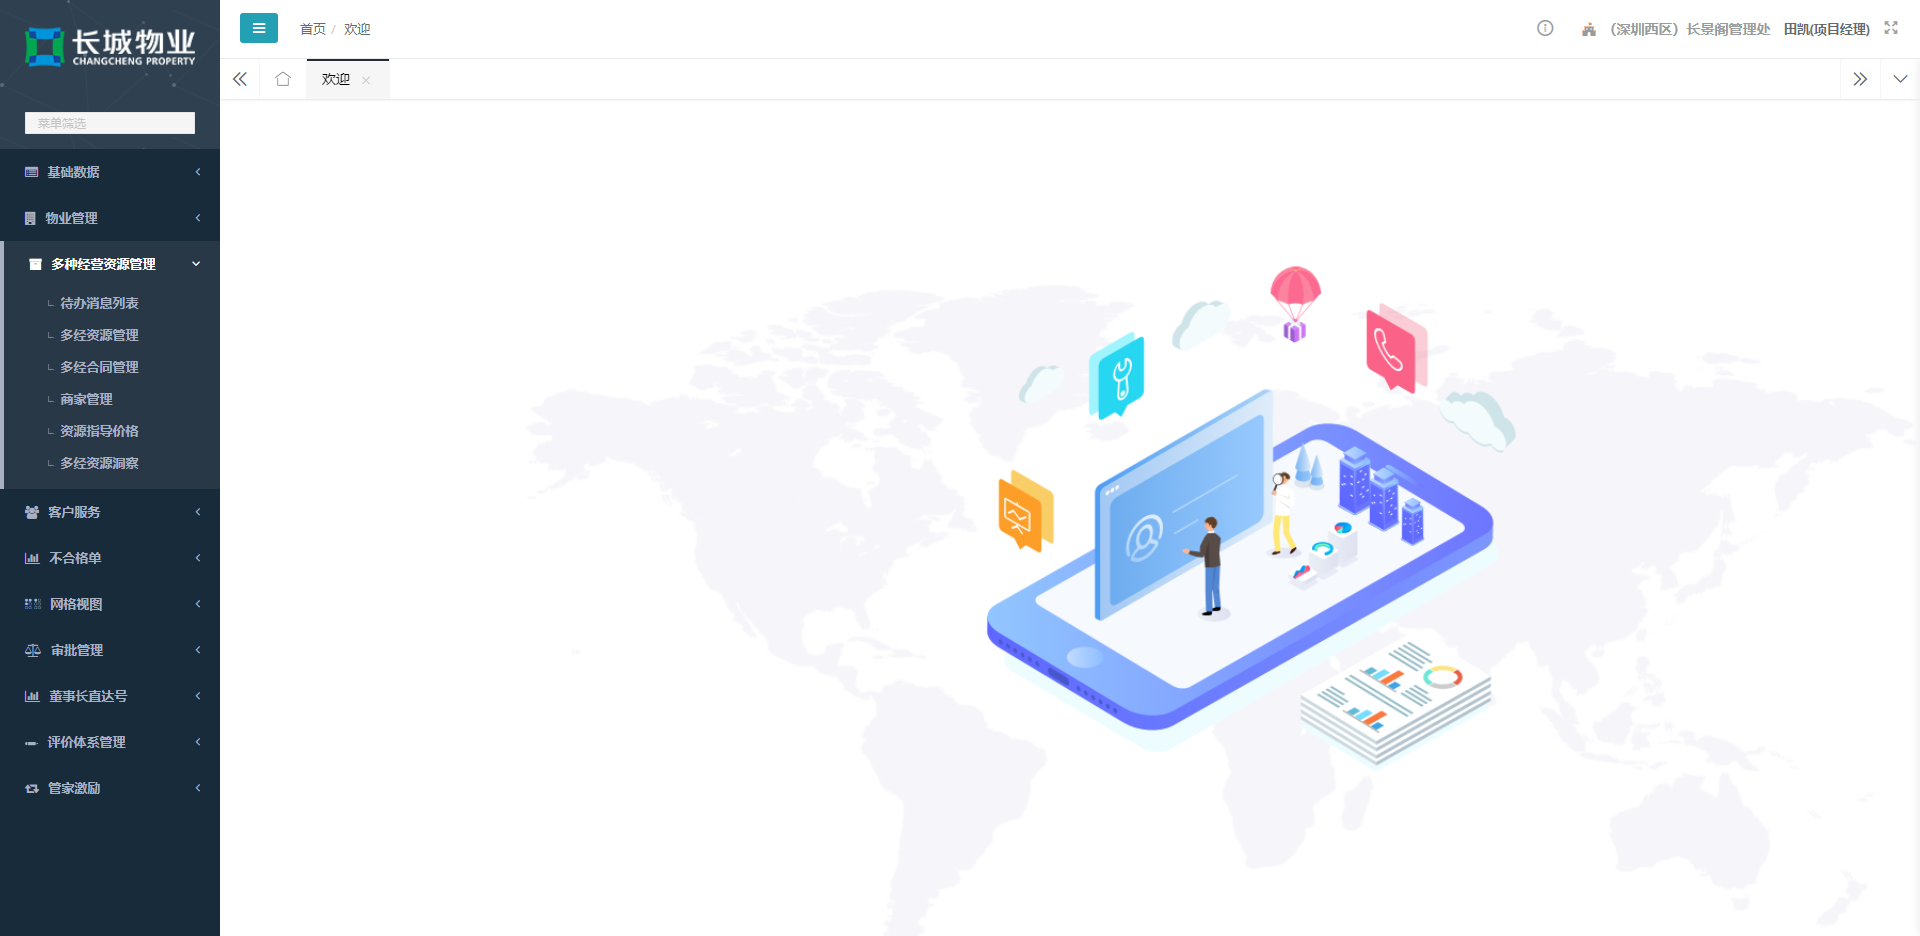 长城物业
CHANGCHENG PROPERTY
首页 / 欢迎
(深圳西区) 长景阁管理处 田凯(项目经理)
欢迎
菜单筛选
基础数据
物业管理
多种经营资源管理
待办消息列表
多经资源管理
多经合同管理
商家管理
资源指导价格
多经资源洞察
客户服务
不合格单
网格视图
审批管理
董事长直达号
评价体系管理
管家激励